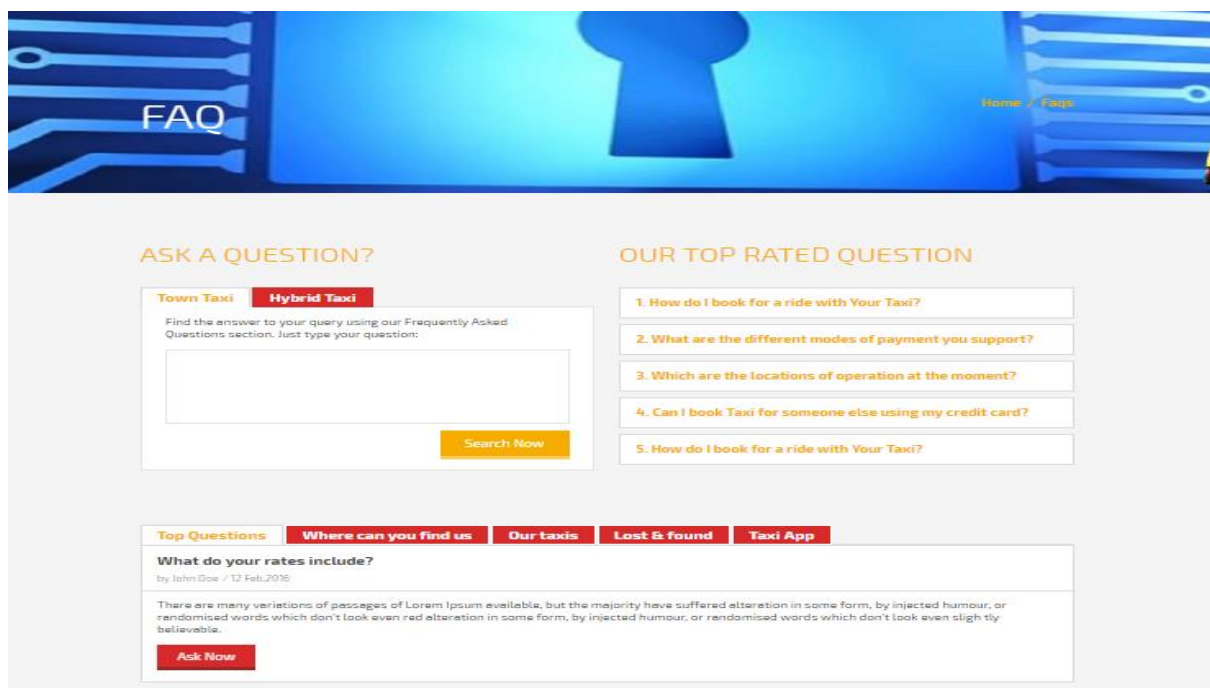 FAQ
Home / Faqs
ASK A QUESTION?
Town Taxi
Hybrid Taxi
Find the answer to your query using our Frequently Asked
Questions section. Just type your question:
Search Now
OUR TOP RATED QUESTION
1. How do I book for a ride with Your Taxi?
2. What are the different modes of payment you support?
3. Which are the locations of operation at the moment?
4. Can I book Taxi for someone else using my credit card?
5. How do I book for a ride with Your Taxi?
Top Questions
Where can you find us
Our taxis
Lost & found
Taxi App
What do your rates include?
by John Doe / 12 Feb,2016
There are many variations of passages of Lorem Ipsum available, but the majority have suffered alteration in some form, by injected humour, or
randomised words which don't look even red alteration in some form, by injected humour, or randomised words which don't look even sligh tly
believable.
Ask Now